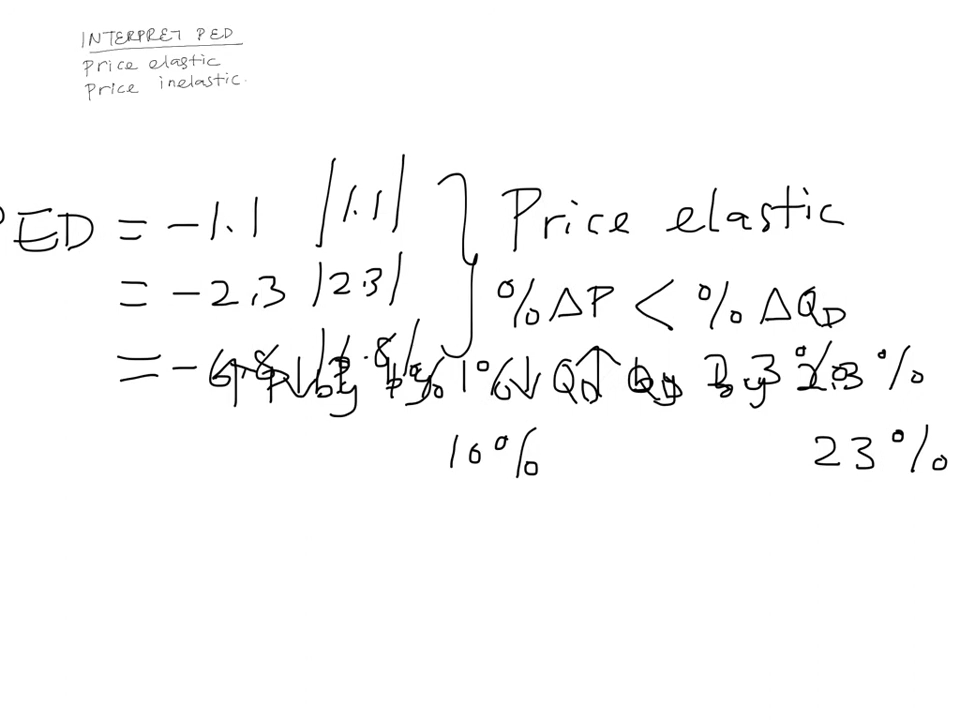 INTERPRET PED
Price elastic
Price inelastic.
PED = -1.1 |1.1| } Price elastic
= -2.3 |2.3| %ΔP < %ΔQD
= -
10% 23%